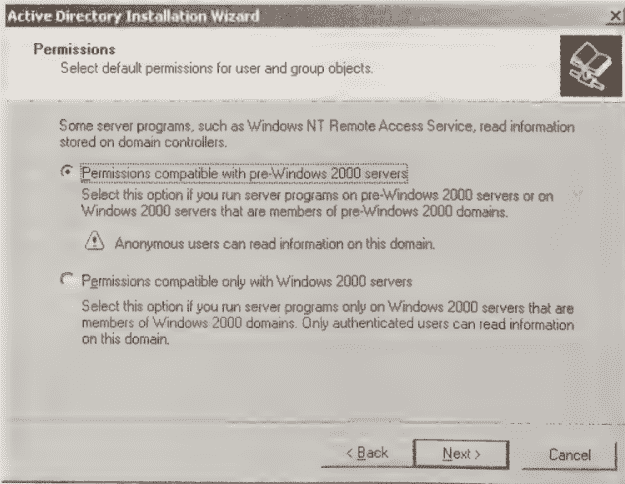 Active Directory Installation Wizard
Permissions
Select default permissions for user and group objects.
Some server programs, such as Windows NT Remote Access Service, read information
stored on domain controllers.
Permissions compatible with pre-Windows 2000 servers
Select this option if you run server programs on pre-Windows 2000 servers or on
Windows 2000 servers that are members of pre-Windows 2000 domains.
Anonymous users can read information on this domain.
Permissions compatible only with Windows 2000 servers
Select this option if you run server programs only on Windows 2000 servers that are
members of Windows 2000 domains. Only authenticated users can read information
on this domain.
< Back Next > Cancel